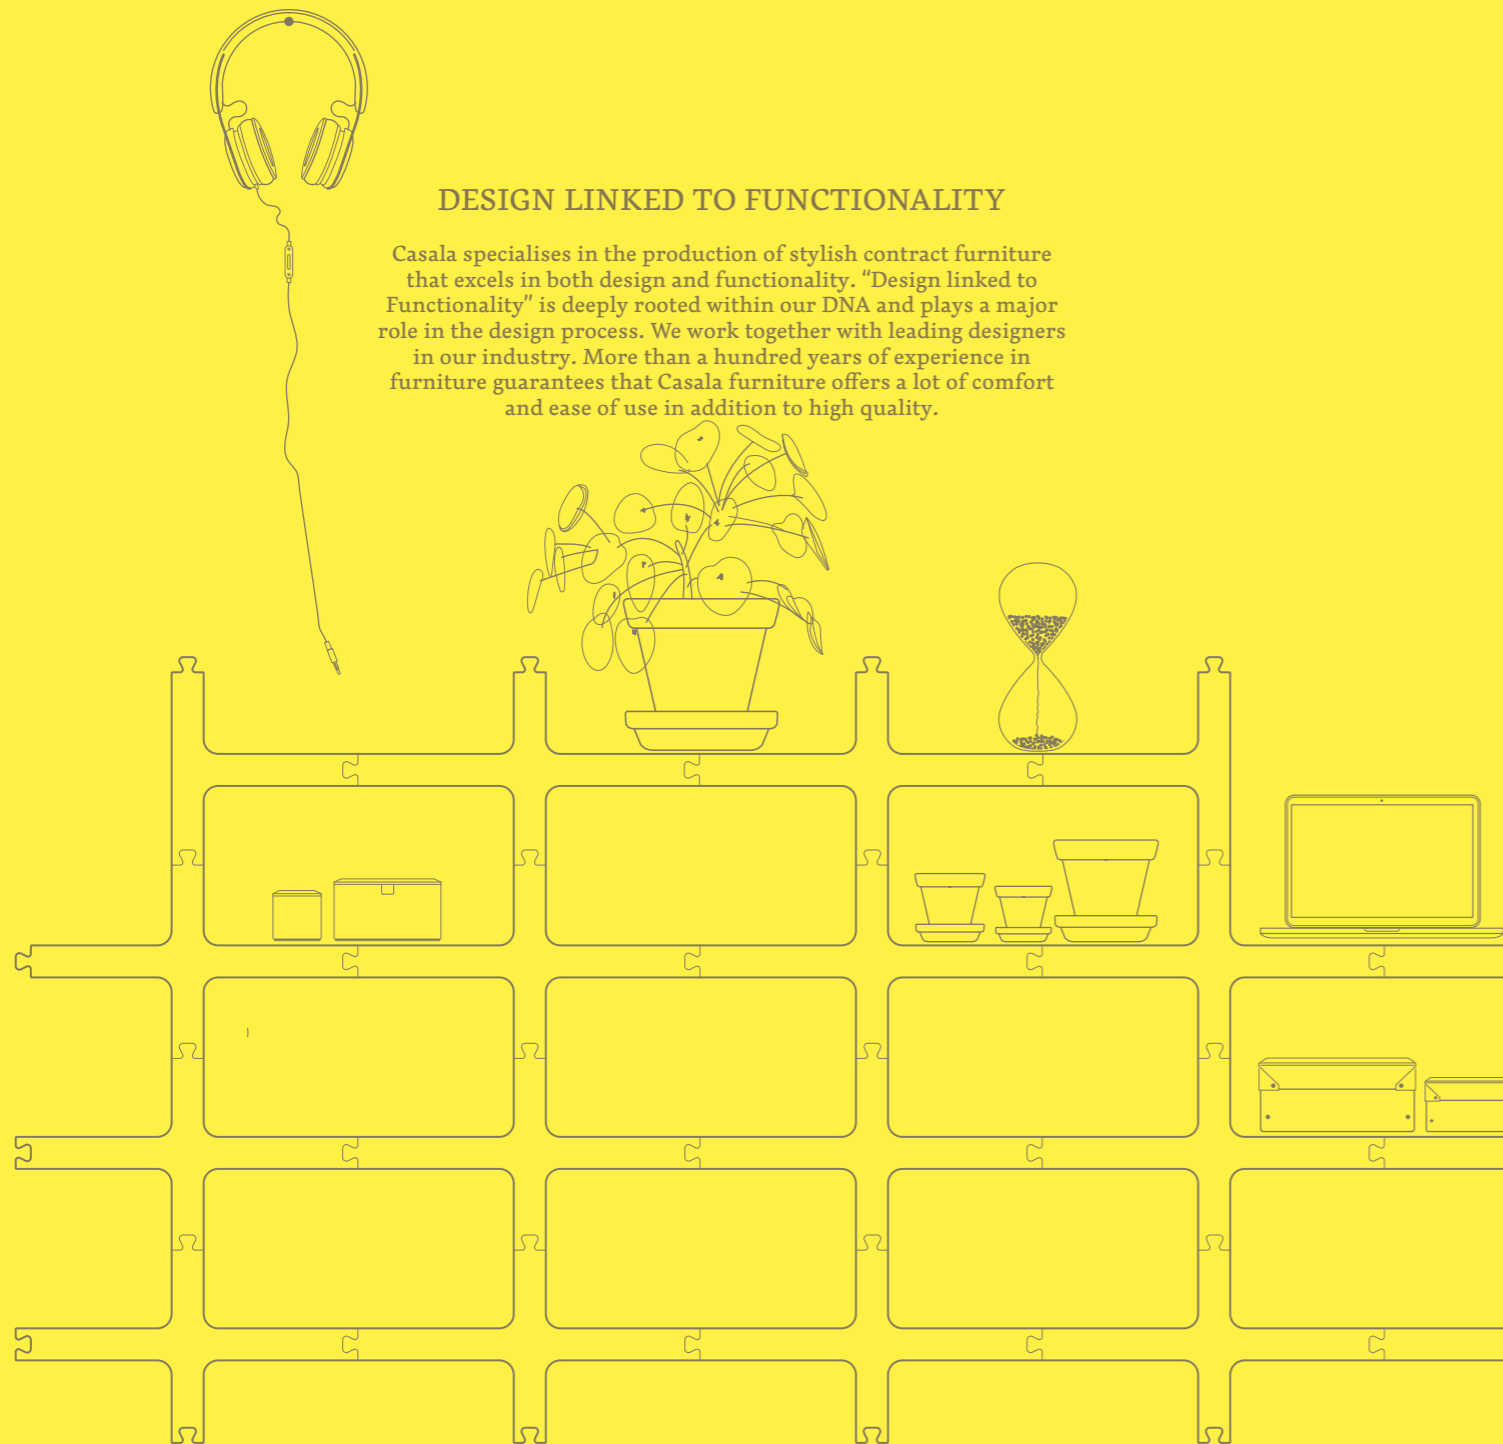 DESIGN LINKED TO FUNCTIONALITY
Casala specialises in the production of stylish contract furniture
that excels in both design and functionality. “Design linked to
Functionality” is deeply rooted within our DNA and plays a major
role in the design process. We work together with leading designers
in our industry. More than a hundred years of experience in
furniture guarantees that Casala furniture offers a lot of comfort
and ease of use in addition to high quality.